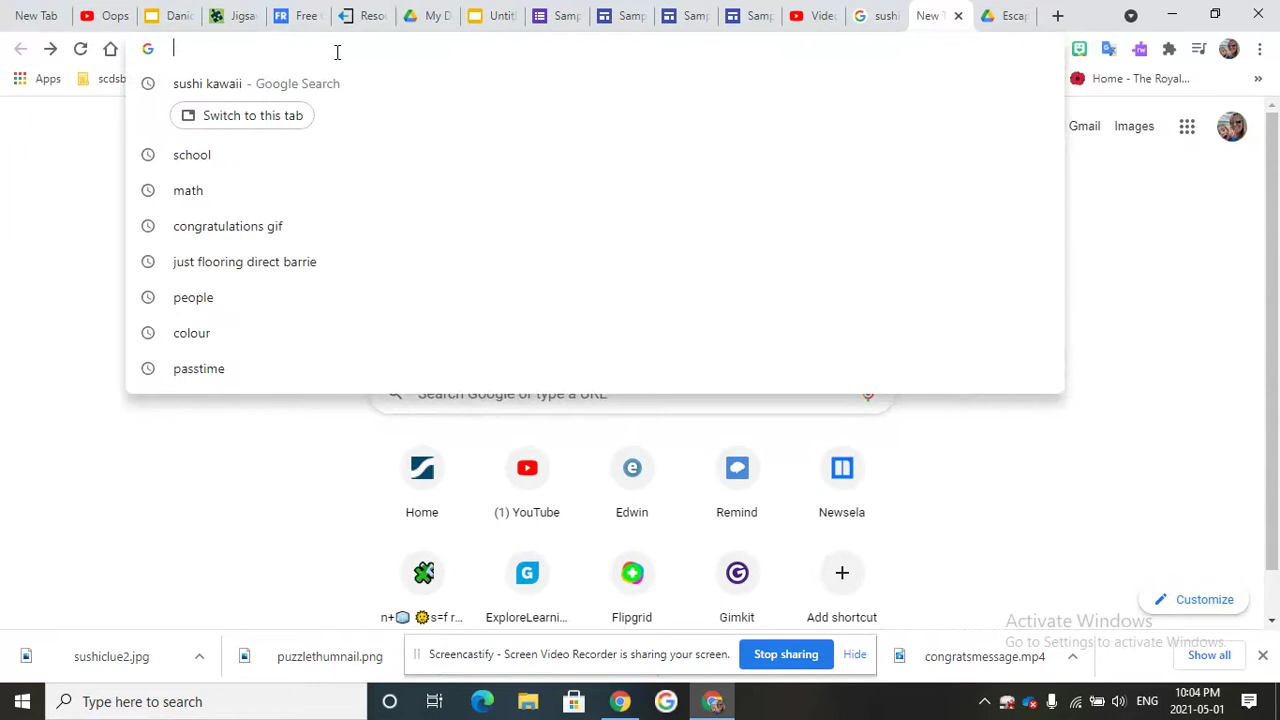 New Tab Oops Danic Jigsa Free Reso My D Untit Samp Samp Samp Samp Video sushi New T Escap
Apps scdsb Home - The Royal... »
sushi kawaii - Google Search
Switch to this tab
school
math
congratulations gif
just flooring direct barrie
people
colour
passtime
Gmail Images
Search Google or type a URL
Home (1) YouTube Edwin Remind Newsela
n+ s=f r... ExploreLearni... Flipgrid Gimkit Add shortcut
Customize
Activate Windows
Go to Settings to activate Windows.
sushidue2.jpg puzzlethumnail.png Screencastify - Screen Video Recorder is sharing your screen. Stop sharing Hide congratsmessage.mp4 Show all
Type here to search ENG 10:04 PM
2021-05-01